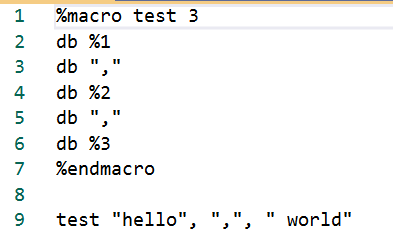 1 %macro test 3
2 db %1
3 db ","
4 db %2
5 db ","
6 db %3
7 %endmacro
8
9 test "hello", ",", " world"